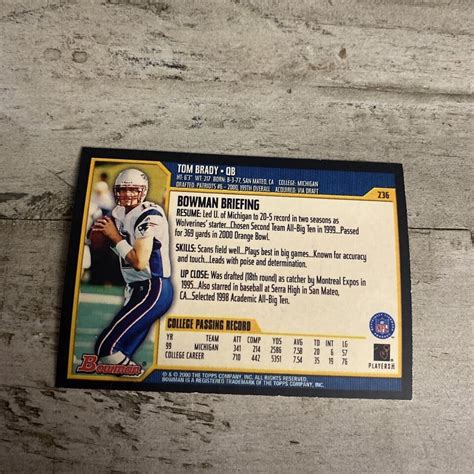 TOM BRADY • QB
HT: 6'3" WT: 217 BORN: 8-3-77, SAN MATEO, CA COLLEGE: MICHIGAN
DRAFTED: PATRIOTS #6 - 2000, 199TH OVERALL ACQUIRED: VIA DRAFT
236
BOWMAN BRIEFING
RESUME: Led U. of Michigan to 20-5 record in two seasons as
Wolverines' starter...Chosen Second Team All-Big Ten in 1999...Passed
for 369 yards in 2000 Orange Bowl.
SKILLS: Scans field well...Plays best in big games...Known for accuracy
and touch...Leads with poise and determination.
UP CLOSE: Was drafted (18th round) as catcher by Montreal Expos in
1995...Also starred in baseball at Serra High in San Mateo,
CA...Selected 1998 Academic All-Big Ten.
COLLEGE PASSING RECORD
YR TEAM ATT COMP YDS AVG TD INT LG
99 MICHIGAN 341 214 2586 7.58 20 6 57
COLLEGE CAREER 710 442 5351 7.54 35 19 76
NFL
PLAYERS
Bowman
® & © 2000 THE TOPPS COMPANY, INC. ALL RIGHTS RESERVED.
BOWMAN IS A REGISTERED TRADEMARK OF THE TOPPS COMPANY, INC.